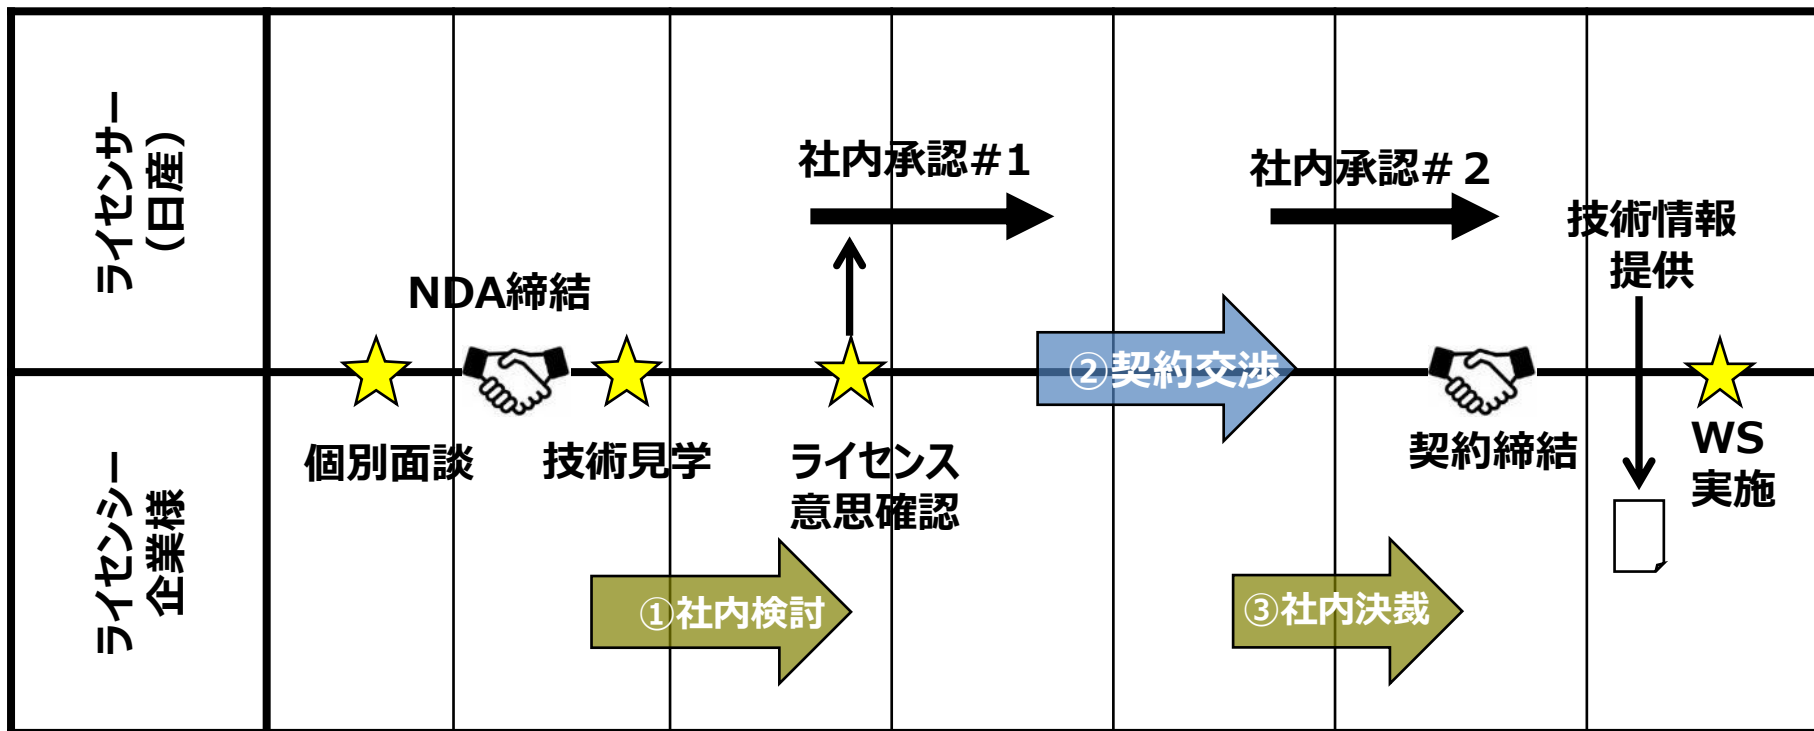 ライセンサー
（日産）
社内承認#1
社内承認#２
技術情報
提供
NDA締結
②契約交渉
個別面談
技術見学
ライセンス
意思確認
契約締結
WS
実施
ライセンシー
企業様
①社内検討
③社内決裁